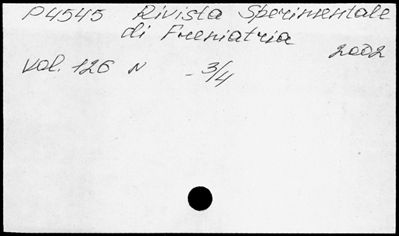 P4545 Rivista Sperimentale
di Freniatria
2002
vol. 126 N - 3/4